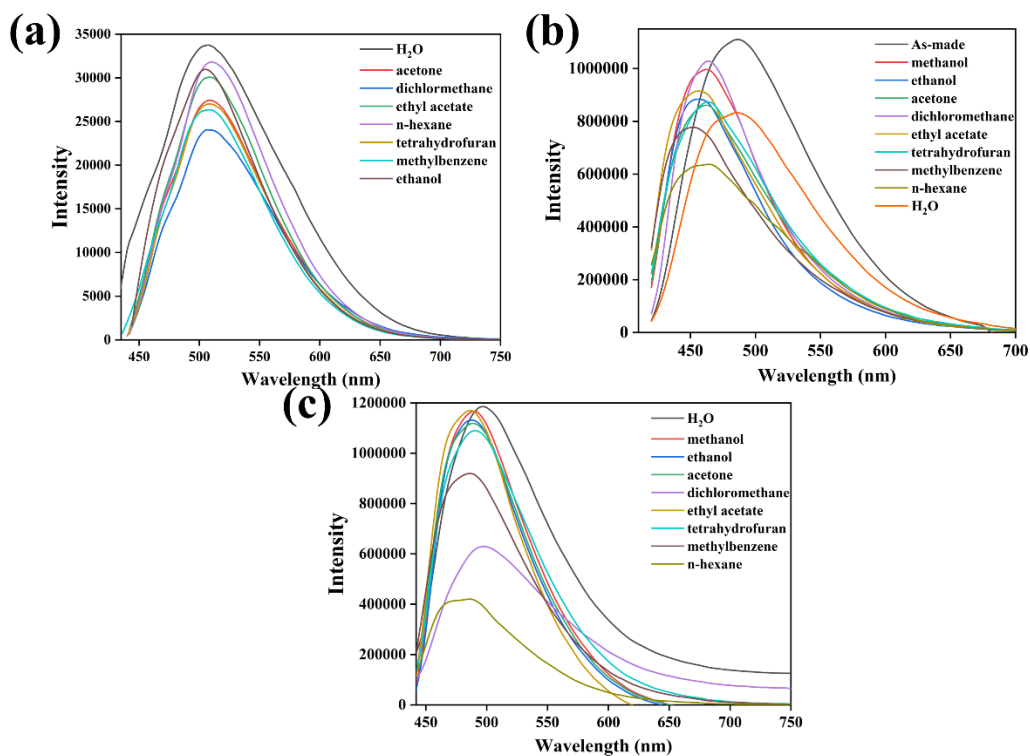 (a)
35000
30000
25000
20000
15000
10000
5000
0
Intensity
H₂O
acetone
dichlormethane
ethyl acetate
n-hexane
tetrahydrofuran
methylbenzene
ethanol
450 500 550 600 650 700 750
Wavelength (nm)
(b)
1000000
800000
600000
400000
200000
0
Intensity
As-made
methanol
ethanol
acetone
dichloromethane
ethyl acetate
tetrahydrofuran
methylbenzene
n-hexane
H₂O
450 500 550 600 650 700
Wavelength (nm)
(c)
1200000
1000000
800000
600000
400000
200000
0
Intensity
H₂O
methanol
ethanol
acetone
dichloromethane
ethyl acetate
tetrahydrofuran
methylbenzene
n-hexane
450 500 550 600 650 700 750
Wavelength (nm)